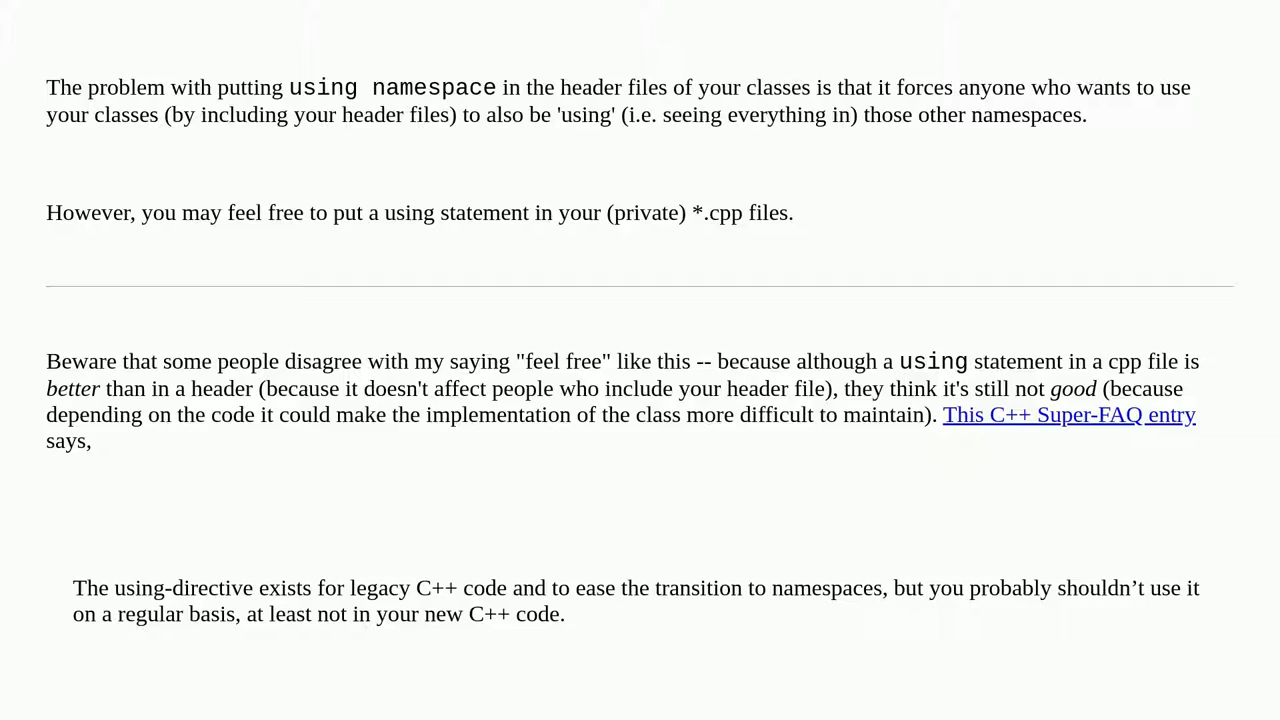 The problem with putting using namespace in the header files of your classes is that it forces anyone who wants to use
your classes (by including your header files) to also be 'using' (i.e. seeing everything in) those other namespaces.
However, you may feel free to put a using statement in your (private) *.cpp files.
Beware that some people disagree with my saying "feel free" like this -- because although a using statement in a cpp file is
better than in a header (because it doesn't affect people who include your header file), they think it's still not good (because
depending on the code it could make the implementation of the class more difficult to maintain). This C++ Super-FAQ entry
says,
The using-directive exists for legacy C++ code and to ease the transition to namespaces, but you probably shouldn’t use it
on a regular basis, at least not in your new C++ code.